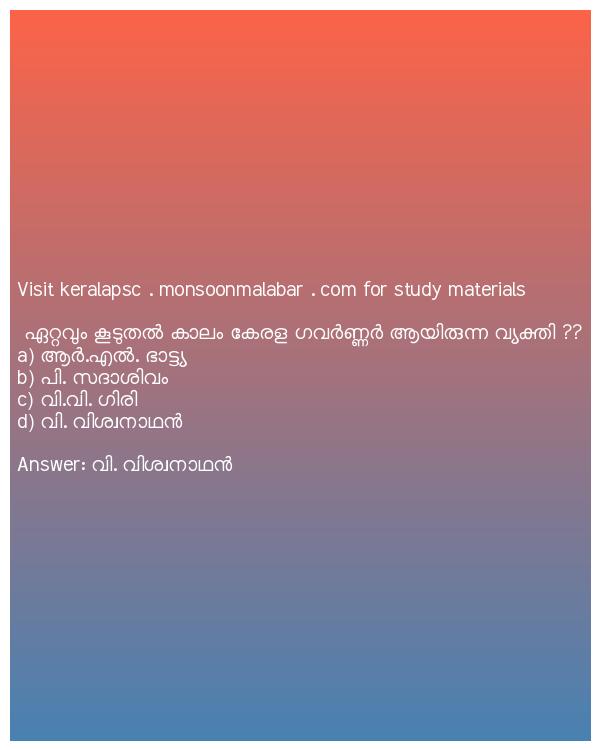 Visit keralapsc . monsoonmalabar . com for study materials
ഏറ്റവും കൂടുതൽ കാലം കേരള ഗവർണ്ണർ ആയിരുന്ന വ്യക്തി ??
a) ആർ.എൽ. ഭാട്ട്യ
b) പി. സദാശിവം
c) വി.വി. ഗിരി
d) വി. വിശ്വനാഥൻ
Answer: വി. വിശ്വനാഥൻ